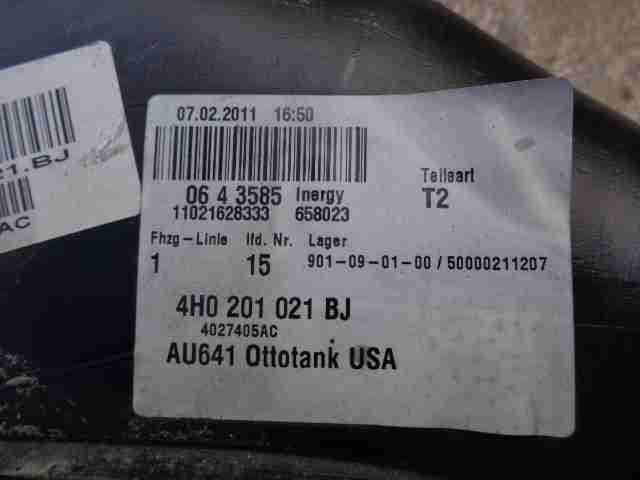 07.02.2011 16:50
06 4 3585 Inergy
11021628333 658023
Teileart
T2
Fhzg-Linie lfd. Nr. Lager
1 15 901-09-01-00 / 50000211207
4H0 201 021 BJ
4027405AC
AU641 Ottotank USA
21.BJ
AC